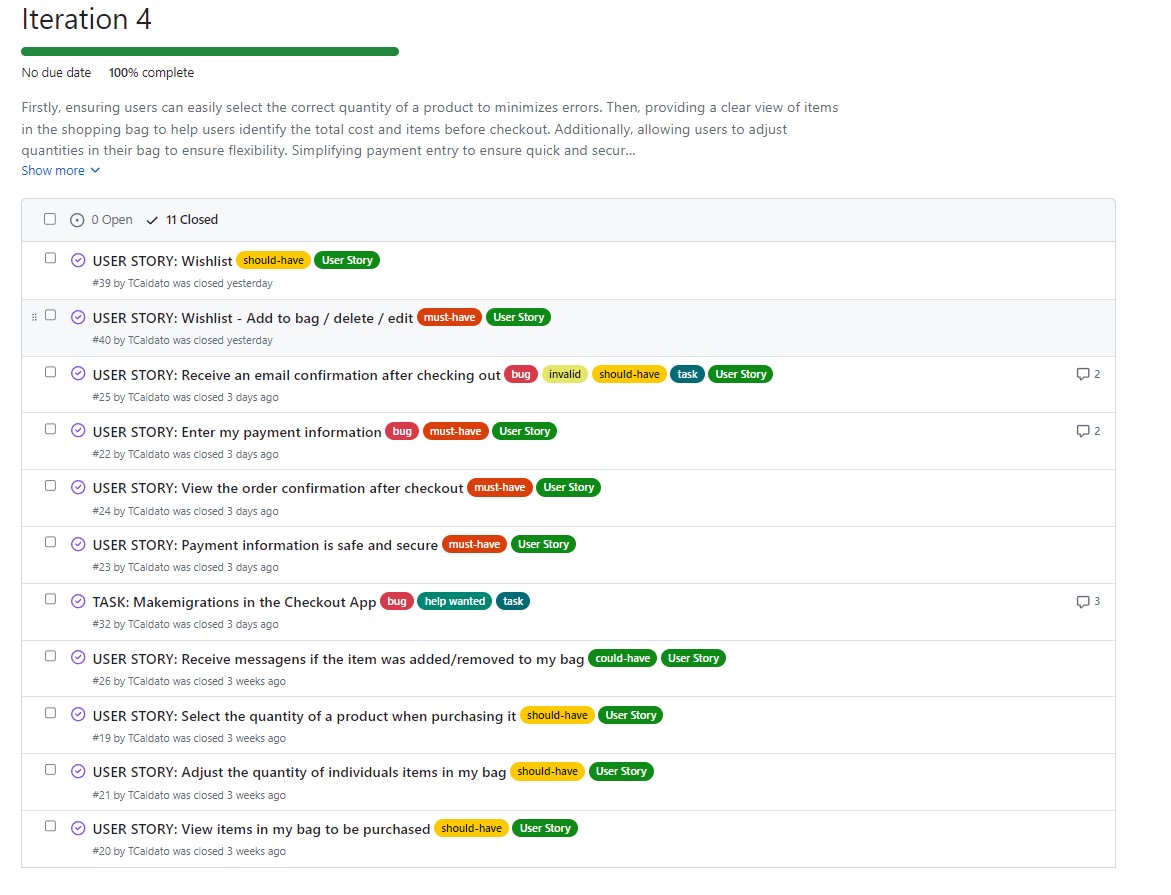 Iteration 4
No due date 100% complete
Firstly, ensuring users can easily select the correct quantity of a product to minimizes errors. Then, providing a clear view of items
in the shopping bag to help users identify the total cost and items before checkout. Additionally, allowing users to adjust
quantities in their bag to ensure flexibility. Simplifying payment entry to ensure quick and secur...
Show more
0 Open 11 Closed
USER STORY: Wishlist should-have User Story
#39 by TCaldato was closed yesterday
USER STORY: Wishlist - Add to bag / delete / edit must-have User Story
#40 by TCaldato was closed yesterday
USER STORY: Receive an email confirmation after checking out bug invalid should-have task User Story 2
#25 by TCaldato was closed 3 days ago
USER STORY: Enter my payment information bug must-have User Story 2
#22 by TCaldato was closed 3 days ago
USER STORY: View the order confirmation after checkout must-have User Story
#24 by TCaldato was closed 3 days ago
USER STORY: Payment information is safe and secure must-have User Story
#23 by TCaldato was closed 3 days ago
TASK: Makemigrations in the Checkout App bug help wanted task 3
#32 by TCaldato was closed 3 days ago
USER STORY: Receive messagens if the item was added/removed to my bag could-have User Story
#26 by TCaldato was closed 3 weeks ago
USER STORY: Select the quantity of a product when purchasing it should-have User Story
#19 by TCaldato was closed 3 weeks ago
USER STORY: Adjust the quantity of individuals items in my bag should-have User Story
#21 by TCaldato was closed 3 weeks ago
USER STORY: View items in my bag to be purchased should-have User Story
#20 by TCaldato was closed 3 weeks ago